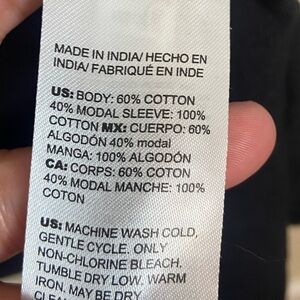 MADE IN INDIA/ HECHO EN
INDIA/ FABRIQUÉ EN INDE
US: BODY: 60% COTTON
40% MODAL SLEEVE: 100%
COTTON MX: CUERPO: 60%
ALGODÓN 40% modal
MANGA: 100% ALGODÓN
CA: CORPS: 60% COTON
40% MODAL MANCHE: 100%
COTON
US: MACHINE WASH COLD,
GENTLE CYCLE. ONLY
NON-CHLORINE BLEACH.
TUMBLE DRY LOW. WARM
IRON. MAY BE DRY